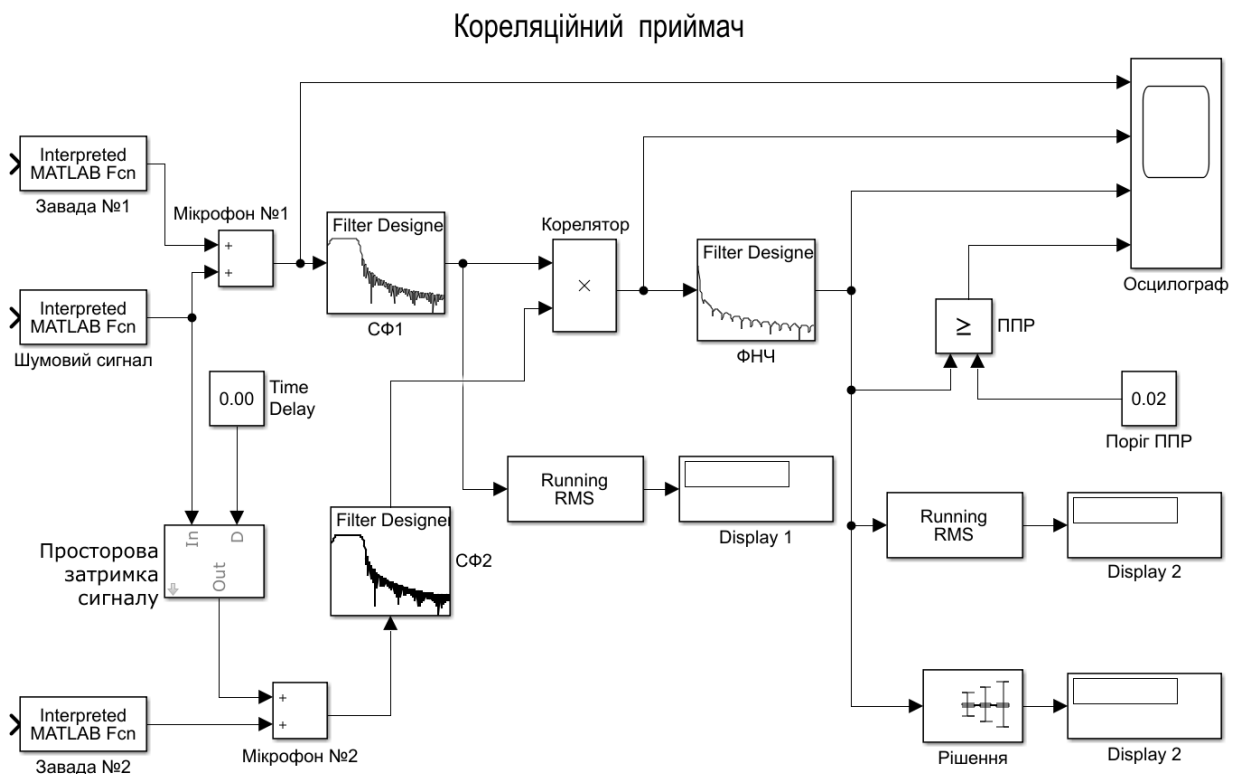 Кореляційний приймач
Interpreted
MATLAB Fcn
Завада №1
Мікрофон №1
+
+
Filter Designe
СФ1
Корелятор
×
Filter Designe
ФНЧ
Осцилограф
≥
ППР
Interpreted
MATLAB Fcn
Шумовий сигнал
0.00
Time
Delay
0.02
Поріг ППР
Running
RMS
Display 1
Running
RMS
Display 2
In
D
Out
Просторова
затримка
сигналу
Filter Designer
СФ2
Interpreted
MATLAB Fcn
Завада №2
+
+
Мікрофон №2
Рішення
Display 2